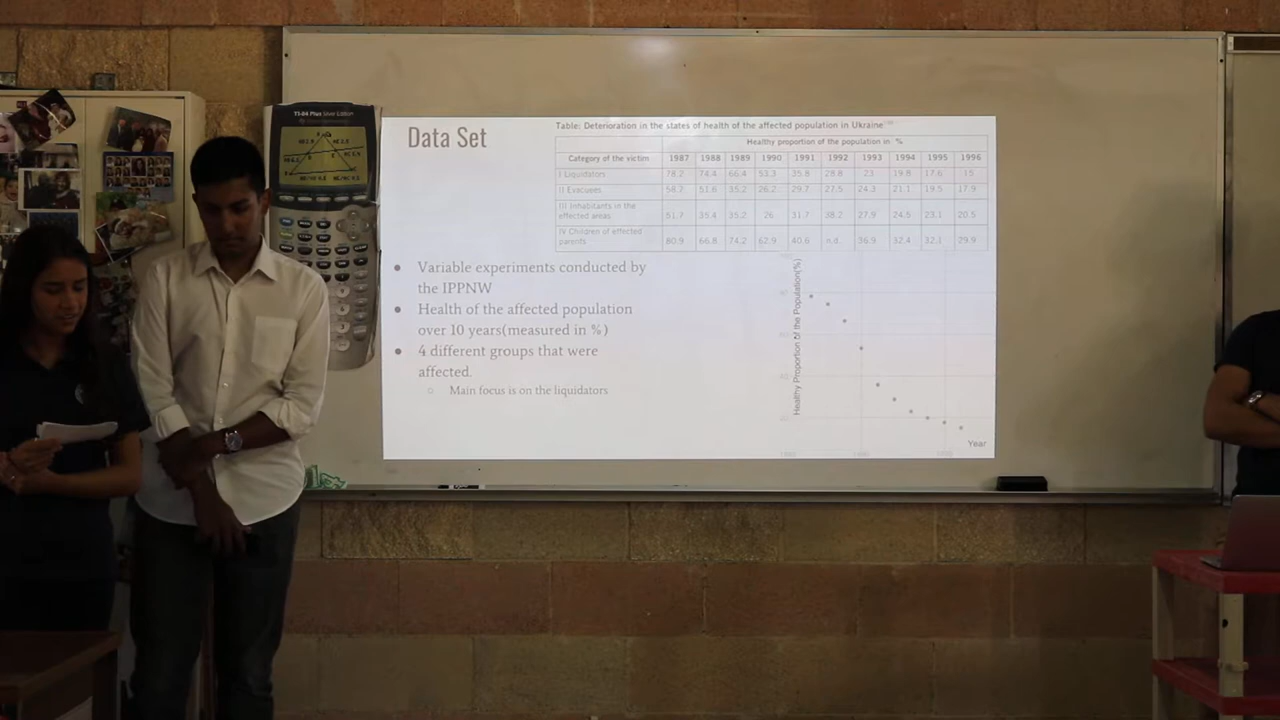 TI-84 Plus Silver Edition
Data Set
Table: Deterioration in the states of health of the affected population in Ukraine
Healthy proportion of the population in %
Category of the victim 1987 1988 1989 1990 1991 1992 1993 1994 1995 1996
I Liquidators 78.2 74.4 66.4 53.3 35.8 28.8 23 19.8 17.6 15
II Evacuees 58.7 51.6 35.2 26.2 29.7 27.5 24.3 21.1 19.5 17.9
III Inhabitants in the
effected areas 51.7 35.4 35.2 26 31.7 38.2 27.9 24.5 23.1 20.5
IV Children of effected
parents 80.9 66.8 74.2 62.9 40.6 n.d. 36.9 32.4 32.1 29.9
● Variable experiments conducted by
the IPPNW
● Health of the affected population
over 10 years(measured in %)
● 4 different groups that were
affected.
○ Main focus is on the liquidators
Healthy Proportion of the Population(%)
Year